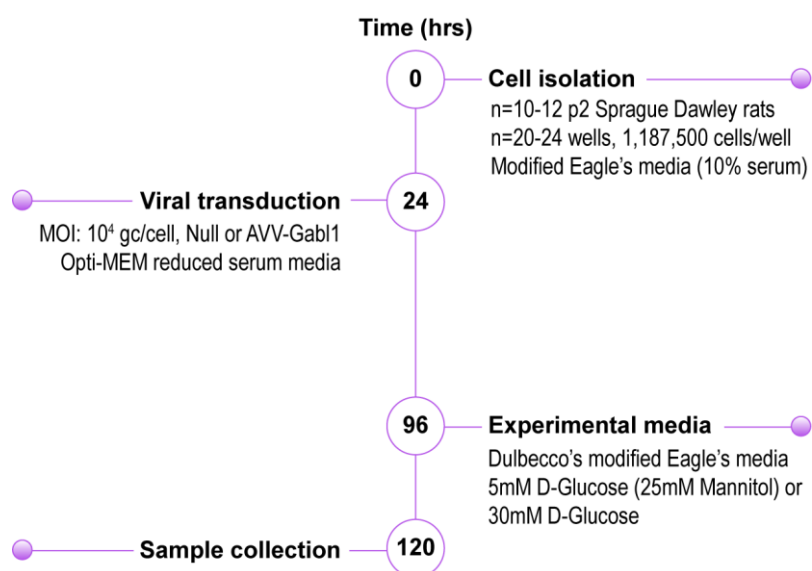 Time (hrs)
0
Cell isolation
n=10-12 p2 Sprague Dawley rats
n=20-24 wells, 1,187,500 cells/well
Modified Eagle's media (10% serum)
Viral transduction
24
MOI: 10⁴ gc/cell, Null or AVV-Gabl1
Opti-MEM reduced serum media
96
Experimental media
Dulbecco's modified Eagle's media
5mM D-Glucose (25mM Mannitol) or
30mM D-Glucose
Sample collection
120